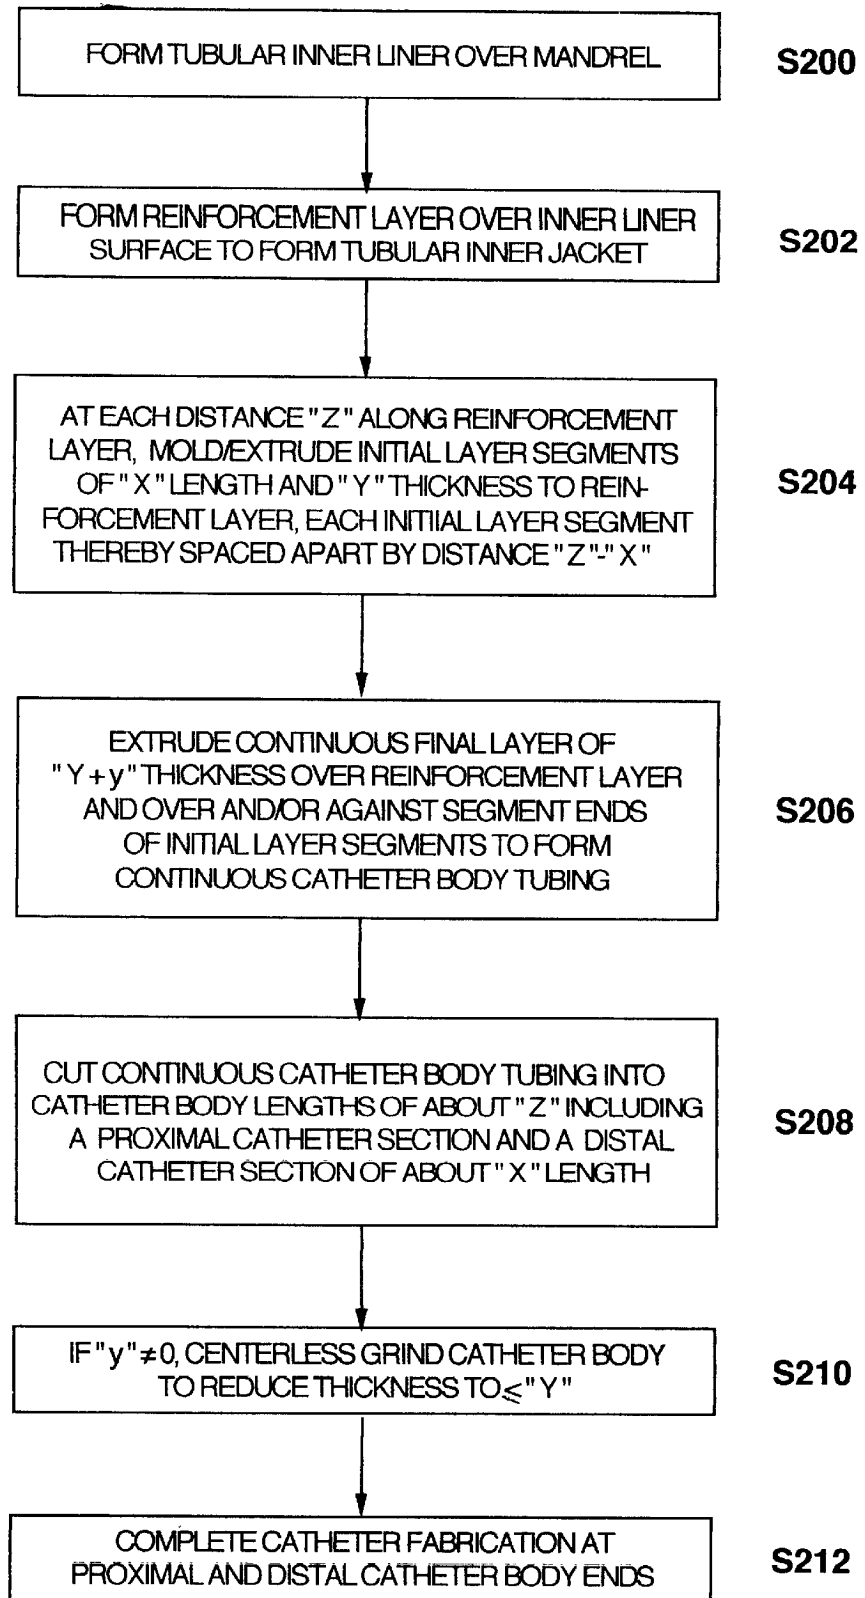 FORM TUBULAR INNER LINER OVER MANDREL
S200
FORM REINFORCEMENT LAYER OVER INNER LINER
SURFACE TO FORM TUBULAR INNER JACKET
S202
AT EACH DISTANCE "Z" ALONG REINFORCEMENT
LAYER, MOLD/EXTRUDE INITIAL LAYER SEGMENTS
OF "X" LENGTH AND "Y" THICKNESS TO REIN-
FORCEMENT LAYER, EACH INITIIAL LAYER SEGMENT
THEREBY SPACED APART BY DISTANCE "Z"-"X"
S204
EXTRUDE CONTINUOUS FINAL LAYER OF
"Y+y" THICKNESS OVER REINFORCEMENT LAYER
AND OVER AND/OR AGAINST SEGMENT ENDS
OF INITIAL LAYER SEGMENTS TO FORM
CONTINUOUS CATHETER BODY TUBING
S206
CUT CONTINUOUS CATHETER BODY TUBING INTO
CATHETER BODY LENGTHS OF ABOUT "Z" INCLUDING
A PROXIMAL CATHETER SECTION AND A DISTAL
CATHETER SECTION OF ABOUT "X" LENGTH
S208
IF "y"≠0, CENTERLESS GRIND CATHETER BODY
TO REDUCE THICKNESS TO ⩽ "Y"
S210
COMPLETE CATHETER FABRICATION AT
PROXIMAL AND DISTAL CATHETER BODY ENDS
S212